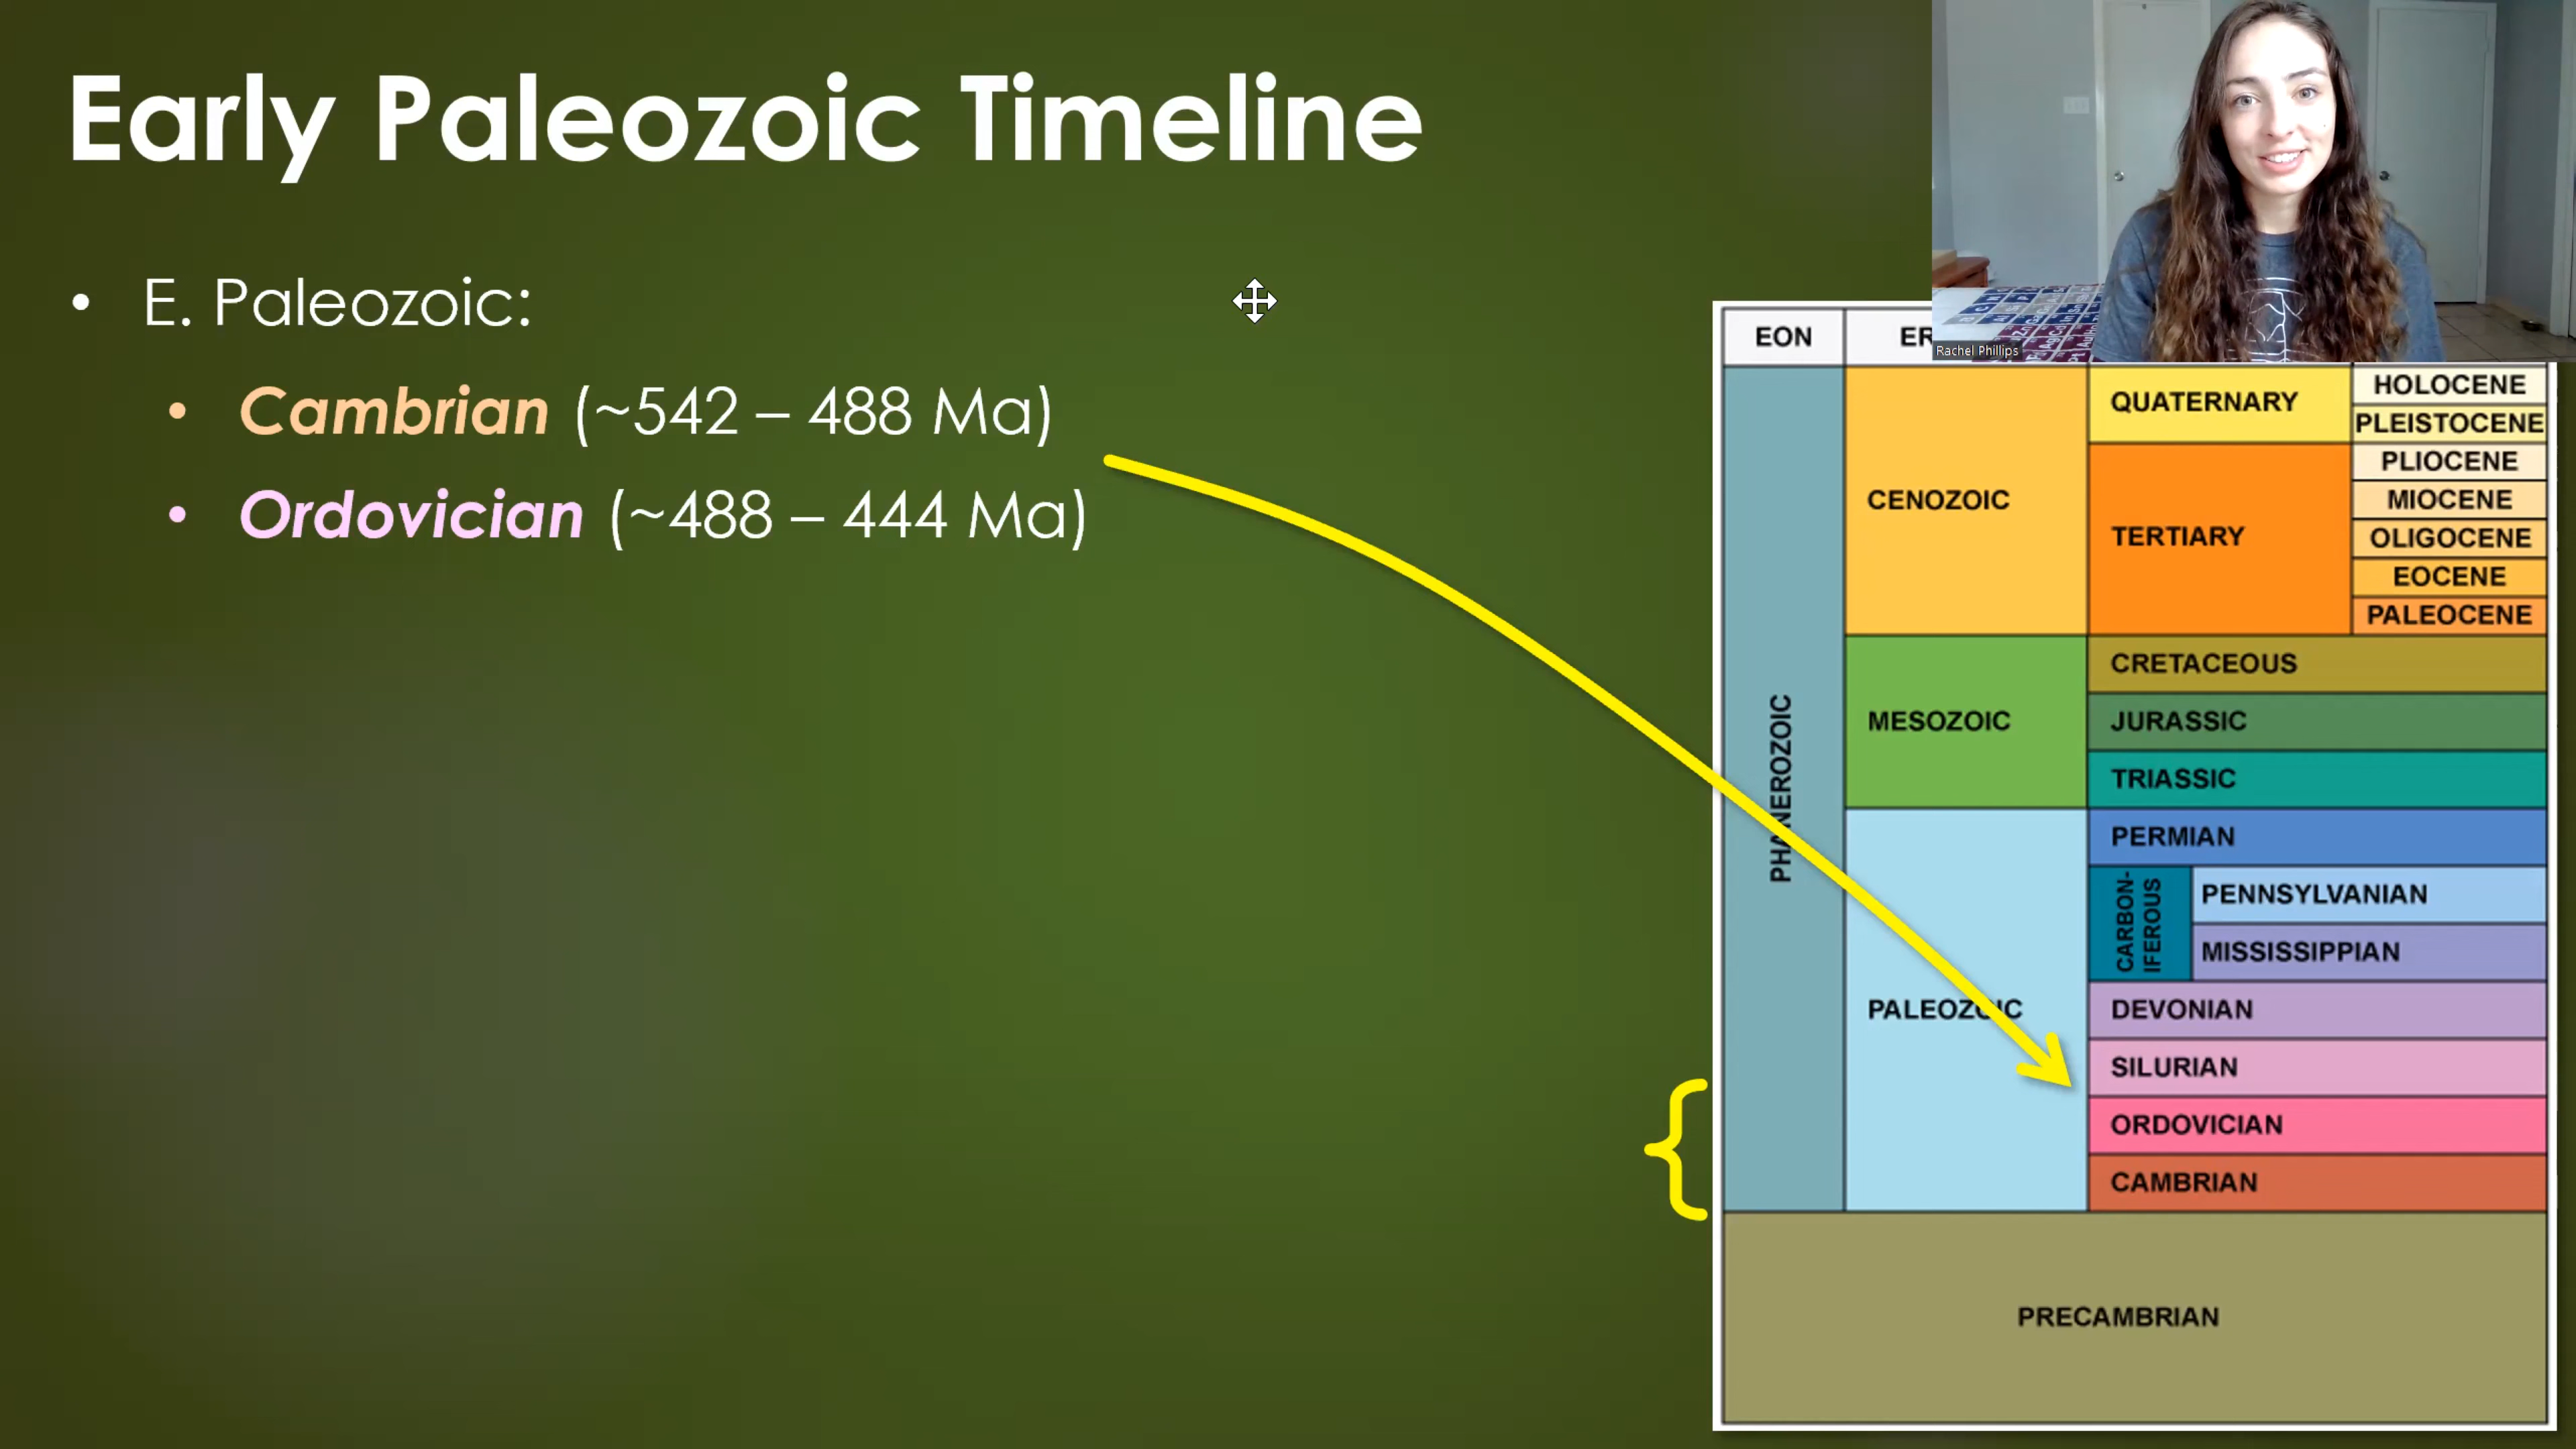 Early Paleozoic Timeline
• E. Paleozoic:
• Cambrian (~542 – 488 Ma)
• Ordovician (~488 – 444 Ma)
Rachel Phillips
EON
PHANEROZOIC
CENOZOIC
QUATERNARY
HOLOCENE
PLEISTOCENE
TERTIARY
PLIOCENE
MIOCENE
OLIGOCENE
EOCENE
PALEOCENE
MESOZOIC
CRETACEOUS
JURASSIC
TRIASSIC
PALEOZOIC
PERMIAN
CARBON-
IFEROUS
PENNSYLVANIAN
MISSISSIPPIAN
DEVONIAN
SILURIAN
ORDOVICIAN
CAMBRIAN
PRECAMBRIAN